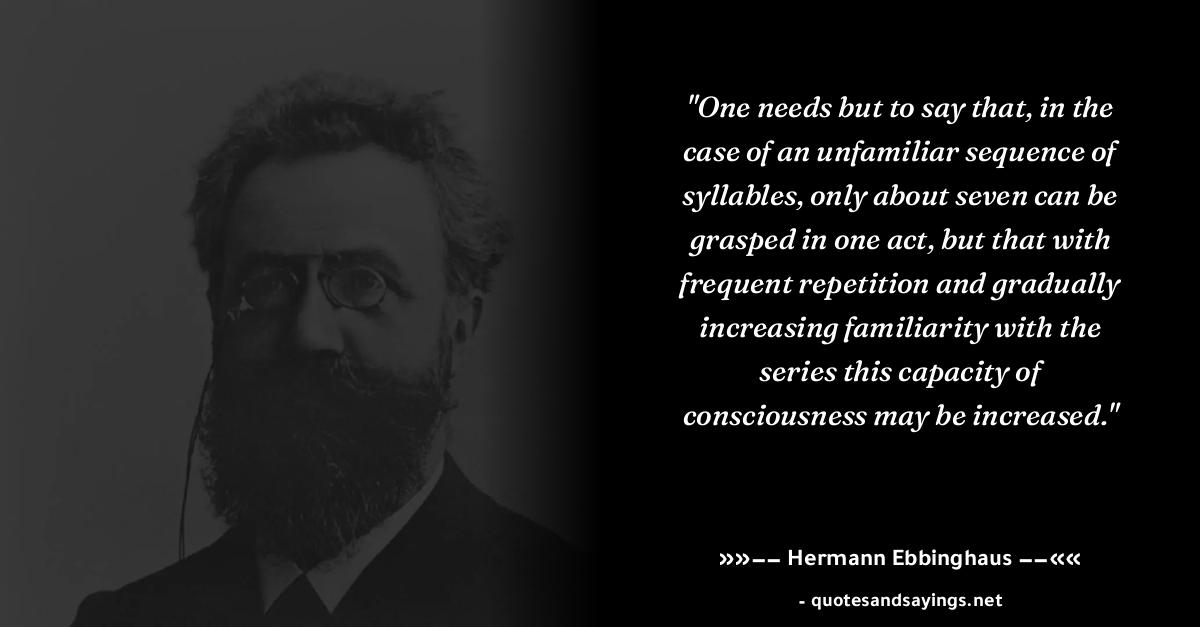 "One needs but to say that, in the
case of an unfamiliar sequence of
syllables, only about seven can be
grasped in one act, but that with
frequent repetition and gradually
increasing familiarity with the
series this capacity of
consciousness may be increased."
»»−− Hermann Ebbinghaus −−««
- quotesandsayings.net